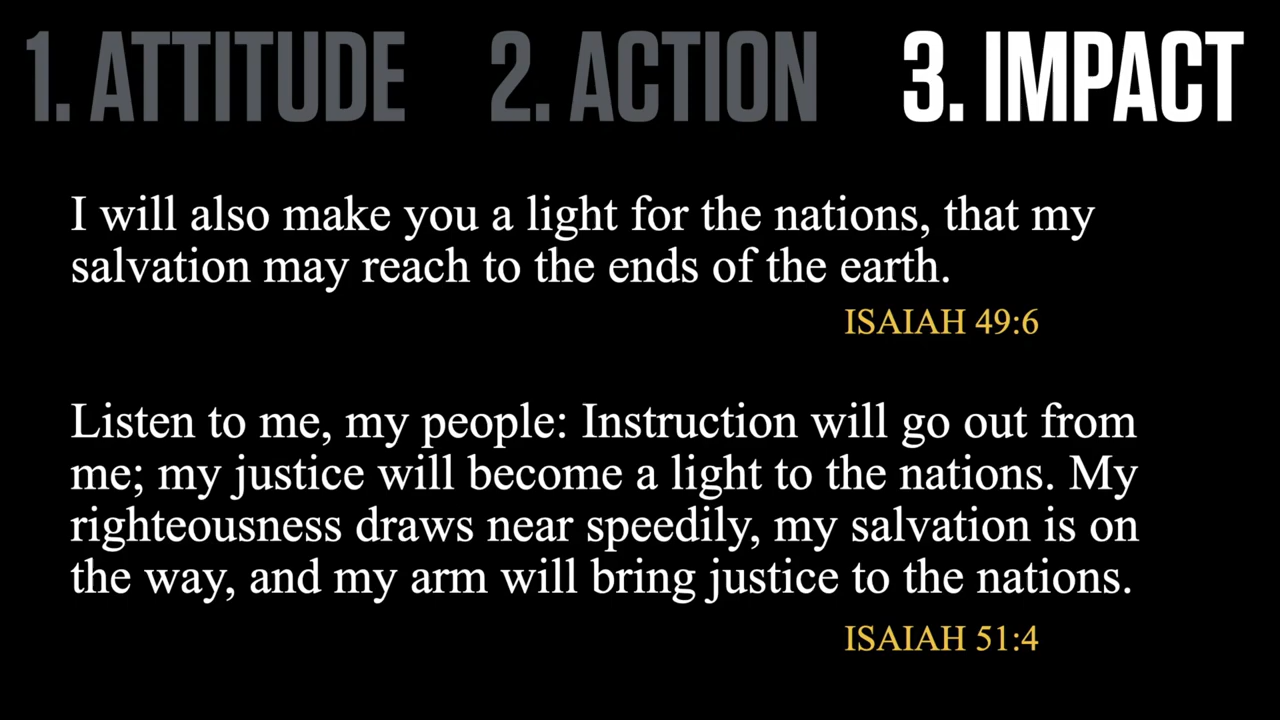 1. ATTITUDE 2. ACTION 3. IMPACT
I will also make you a light for the nations, that my
salvation may reach to the ends of the earth.
ISAIAH 49:6
Listen to me, my people: Instruction will go out from
me; my justice will become a light to the nations. My
righteousness draws near speedily, my salvation is on
the way, and my arm will bring justice to the nations.
ISAIAH 51:4